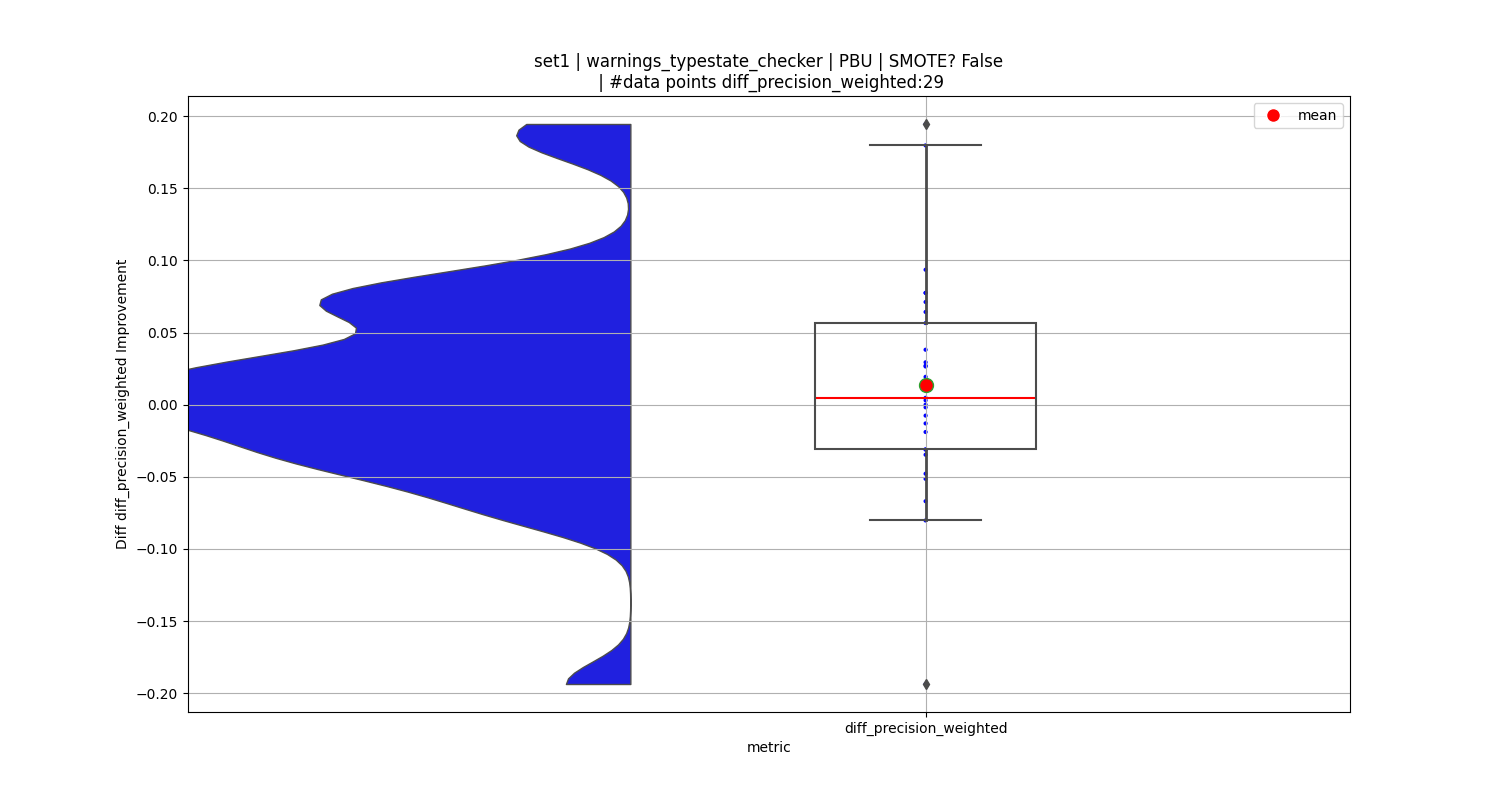 set1 | warnings_typestate_checker | PBU | SMOTE? False
| #data points diff_precision_weighted:29
mean
0.20
0.15
0.10
0.05
0.00
−0.05
−0.10
−0.15
−0.20
Diff diff_precision_weighted Improvement
diff_precision_weighted
metric